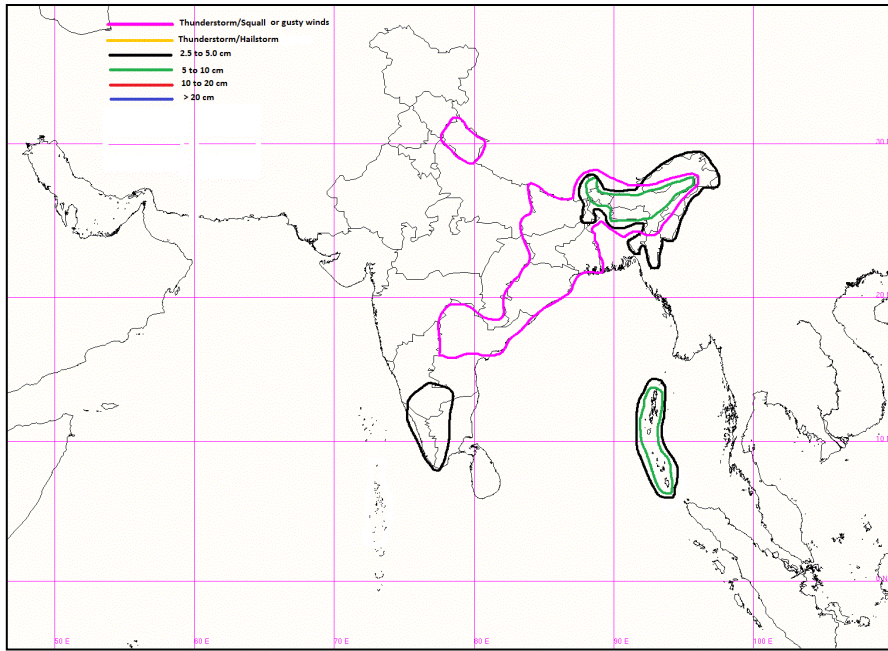 Thunderstorm/Squall or gusty winds
Thunderstorm/Hailstorm
2.5 to 5.0 cm
5 to 10 cm
10 to 20 cm
> 20 cm
30 N
20 N
10 N
0 N
50 E
60 E
70 E
80 E
90 E
100 E